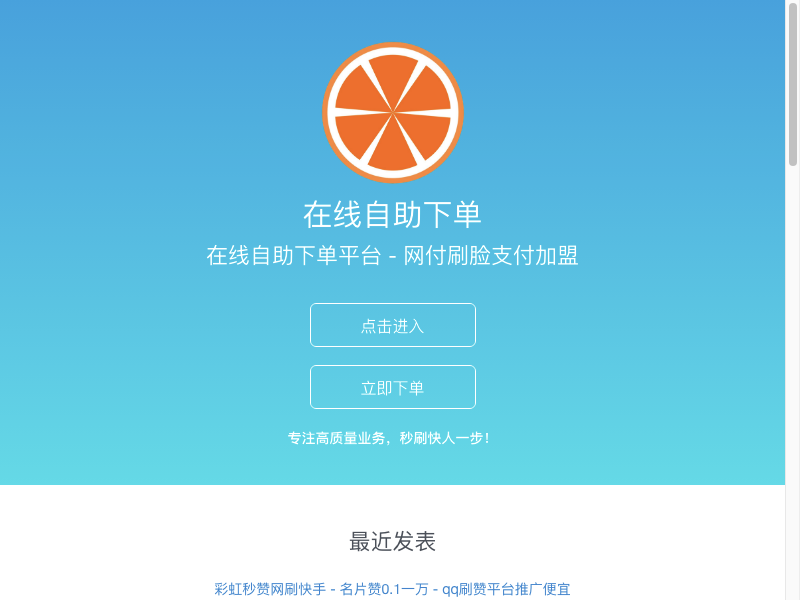 在线自助下单
在线自助下单平台 - 网付刷脸支付加盟
点击进入
立即下单
专注高质量业务，秒刷快人一步！
最近发表
彩虹秒赞网刷快手 - 名片赞0.1一万 - qq刷赞平台推广便宜